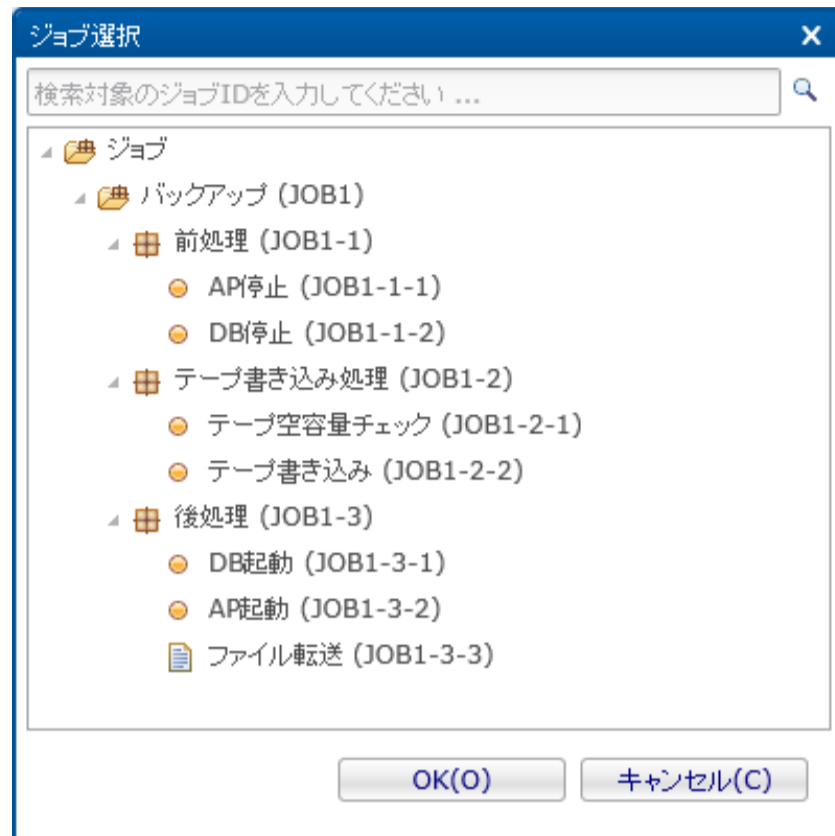 ジョブ選択
検索対象のジョブIDを入力してください ...
ジョブ
バックアップ (JOB1)
前処理 (JOB1-1)
AP停止 (JOB1-1-1)
DB停止 (JOB1-1-2)
テープ書き込み処理 (JOB1-2)
テープ空容量チェック (JOB1-2-1)
テープ書き込み (JOB1-2-2)
後処理 (JOB1-3)
DB起動 (JOB1-3-1)
AP起動 (JOB1-3-2)
ファイル転送 (JOB1-3-3)
OK(O) キャンセル(C)